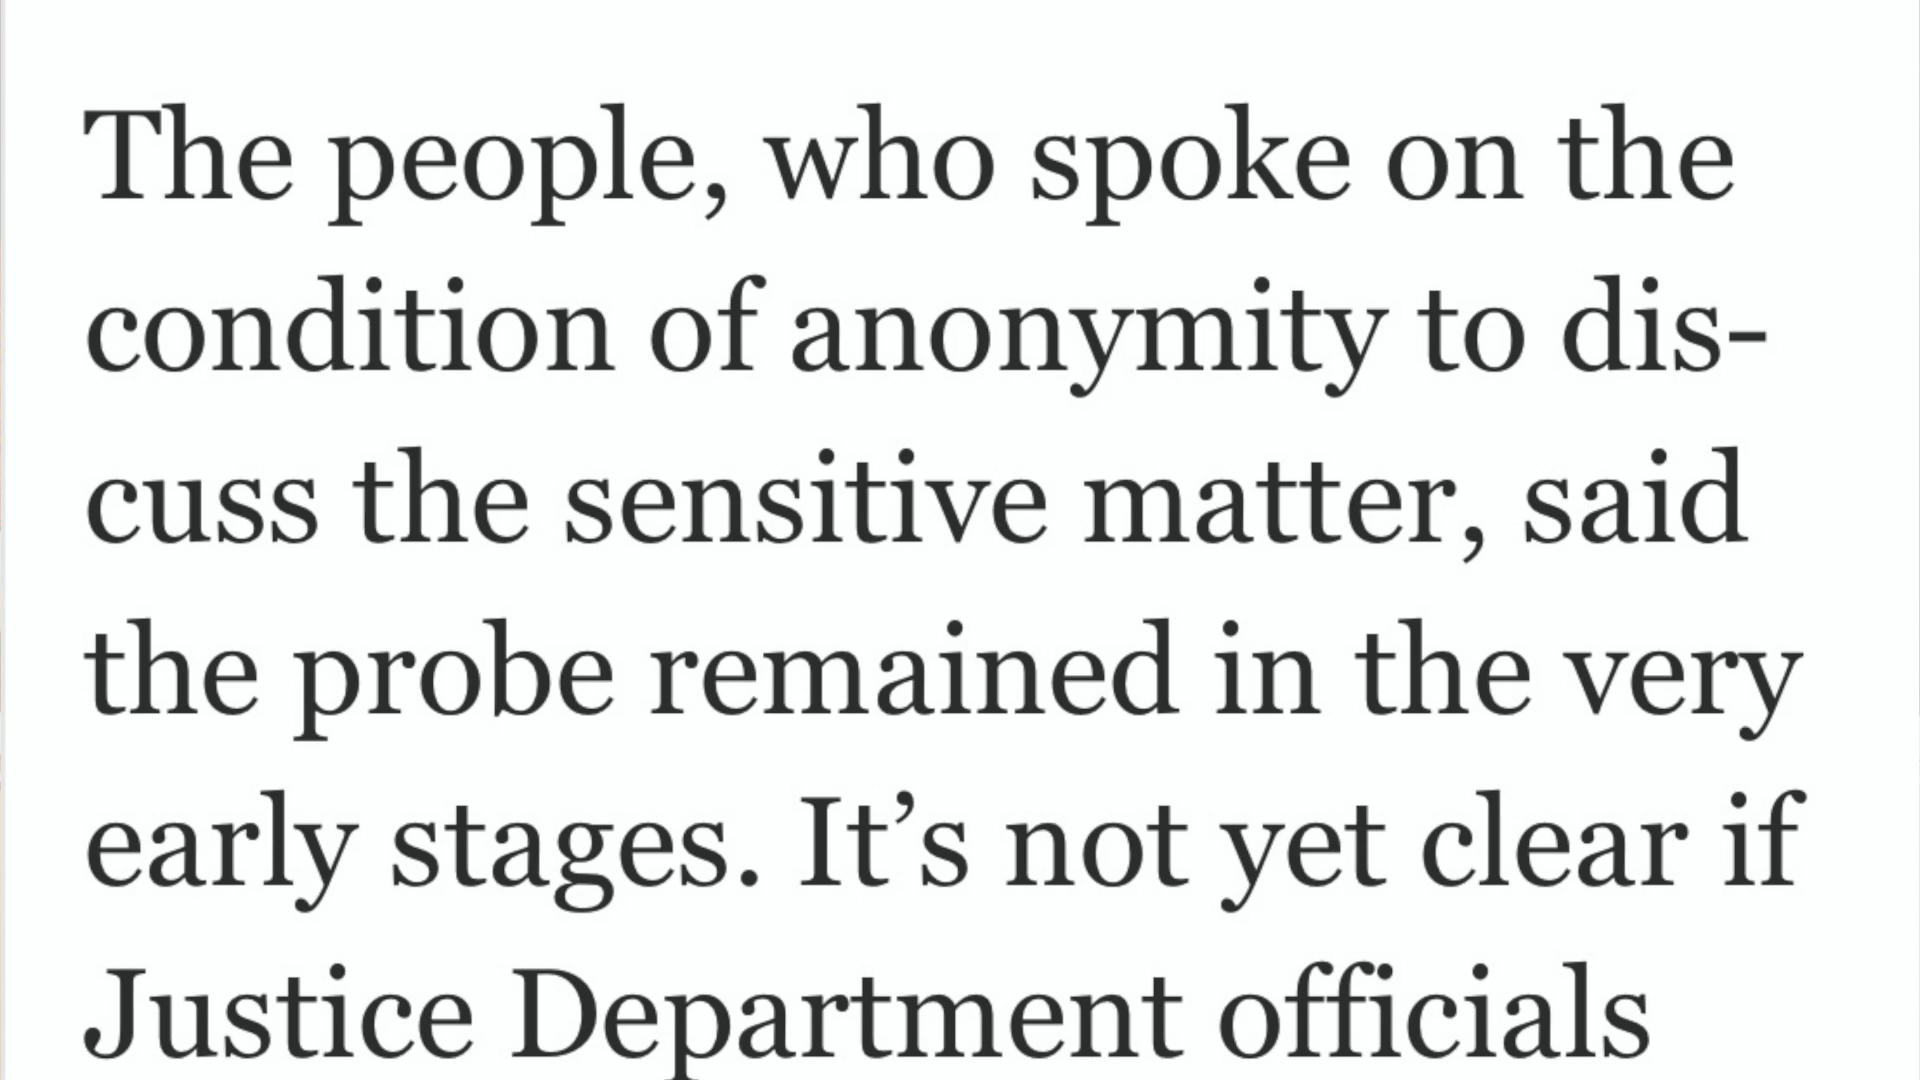 The people, who spoke on the
condition of anonymity to dis-
cuss the sensitive matter, said
the probe remained in the very
early stages. It’s not yet clear if
Justice Department officials